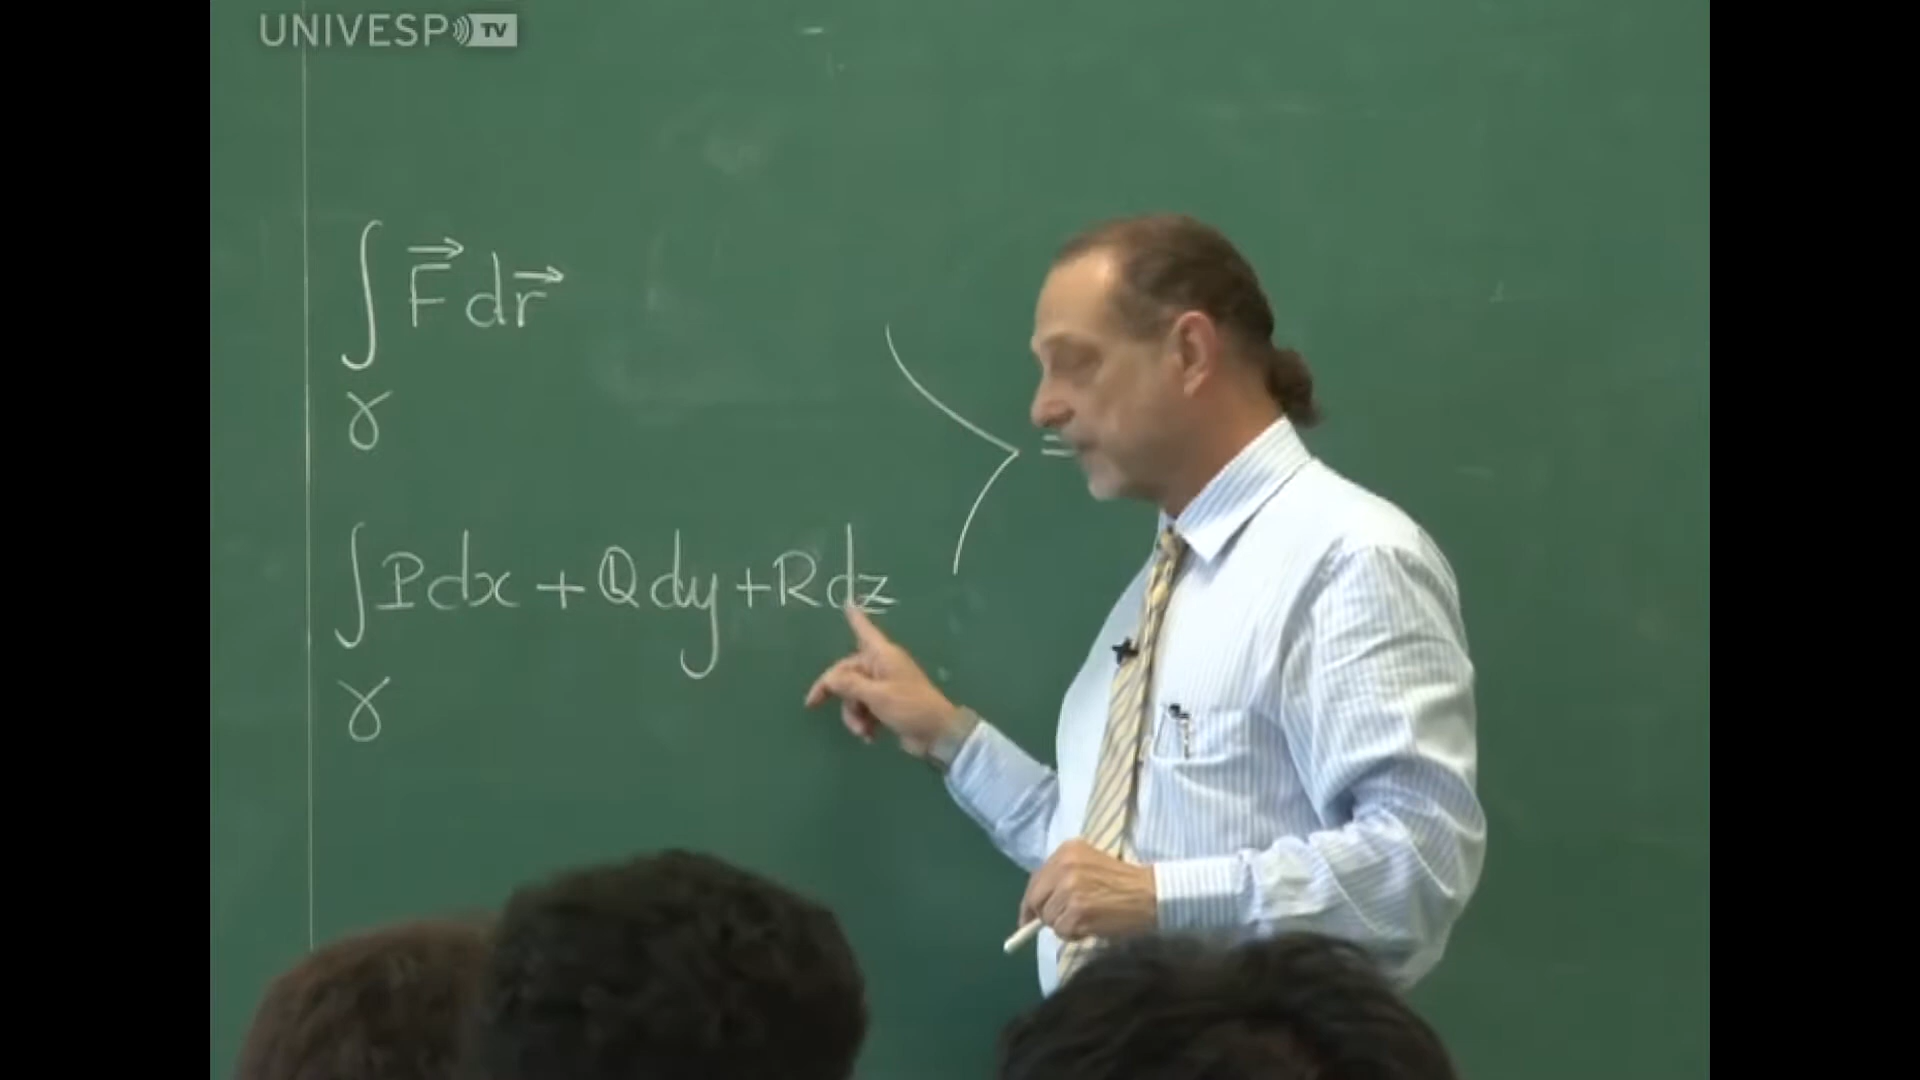 UNIVESP TV
∫ F⃗ dr⃗
γ
=
∫ Pdx + Qdy + Rdz
γ